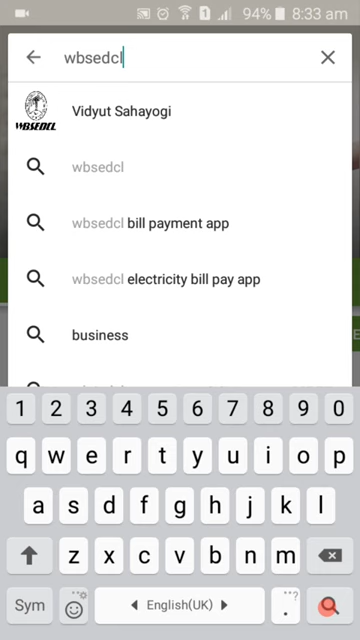 94% 8:33 am
wbsedcl
WBSEDCL
Vidyut Sahayogi
wbsedcl
wbsedcl bill payment app
wbsedcl electricity bill pay app
business
1 2 3 4 5 6 7 8 9 0
q w e r t y u i o p
a s d f g h j k l
z x c v b n m
Sym English(UK) . ?